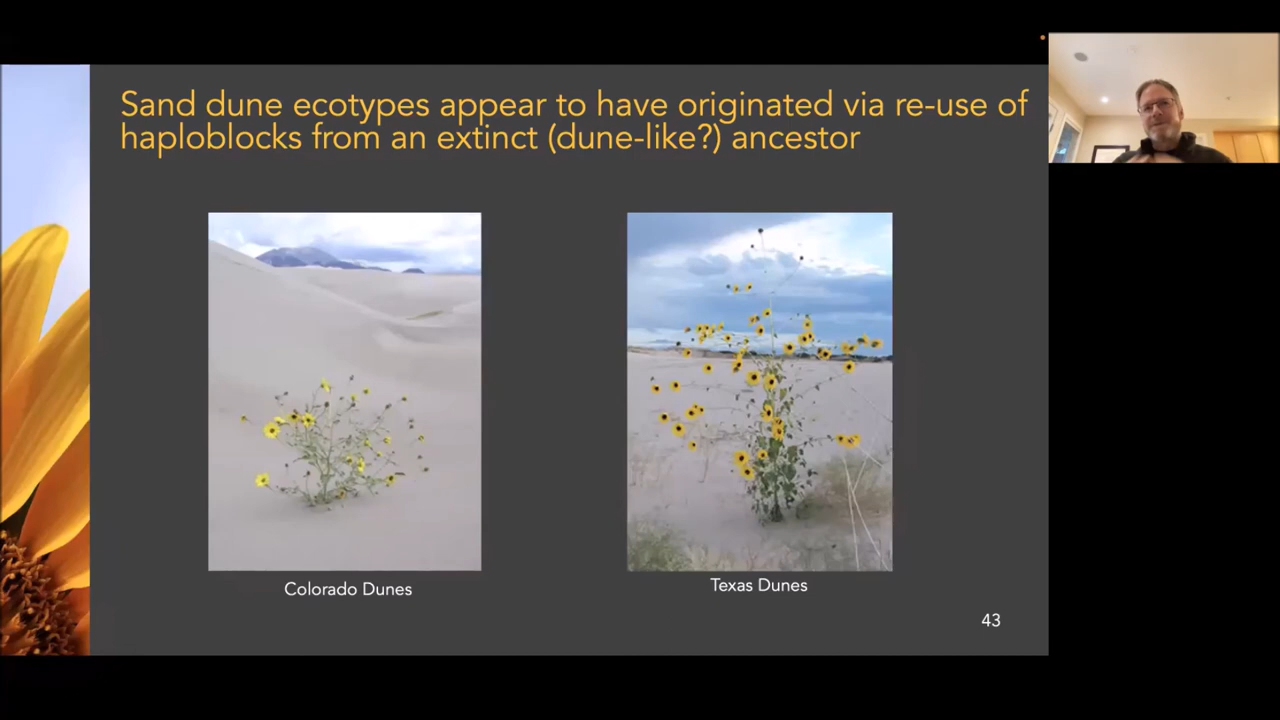 Sand dune ecotypes appear to have originated via re-use of
haploblocks from an extinct (dune-like?) ancestor
Colorado Dunes
Texas Dunes
43